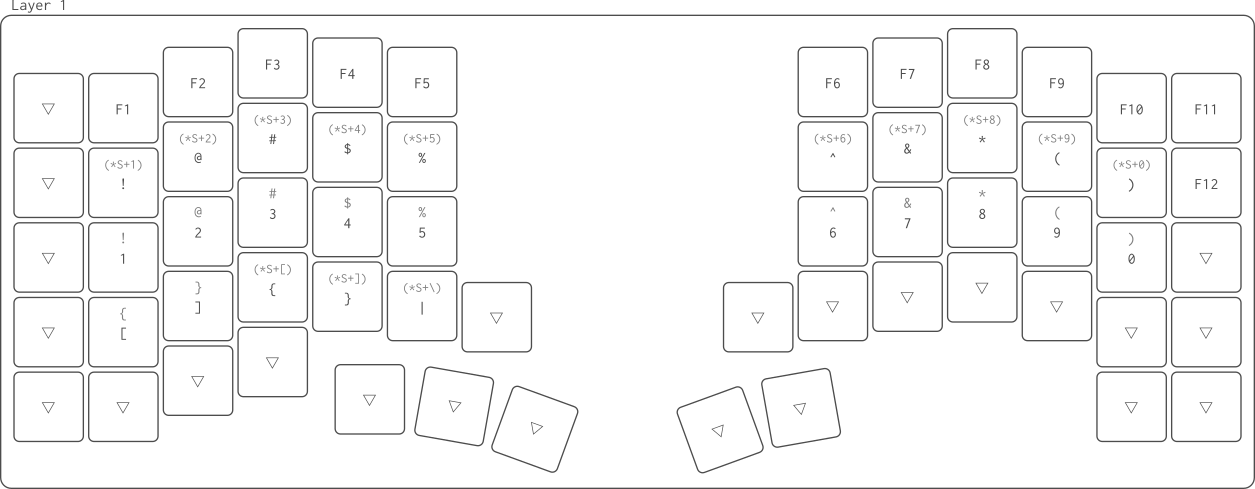 Layer 1
▽ F1 F2 F3 F4 F5 F6 F7 F8 F9 F10 F11
(*S+1) (*S+2) (*S+3) (*S+4) (*S+5) (*S+6) (*S+7) (*S+8) (*S+9) (*S+0)
▽ ! @ # $ % ^ & * ( ) F12
! @ # $ % ^ & * ( )
▽ 1 2 3 4 5 6 7 8 9 0 ▽
{ } (*S+[) (*S+]) (*S+\)
▽ [ ] { } | ▽ ▽ ▽ ▽ ▽ ▽ ▽ ▽
▽ ▽ ▽ ▽ ▽ ▽ ▽ ▽ ▽ ▽ ▽